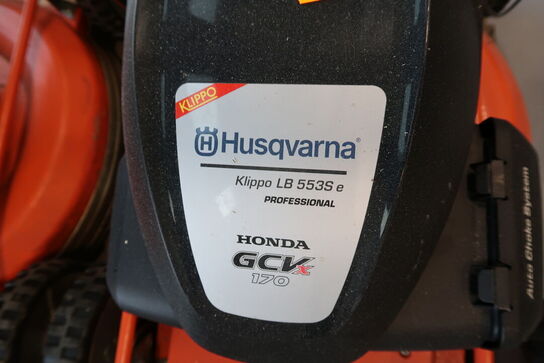 KLIPPO
H Husqvarna
Klippo LB 553S e
PROFESSIONAL
HONDA
GCVx
170
Auto Choke System